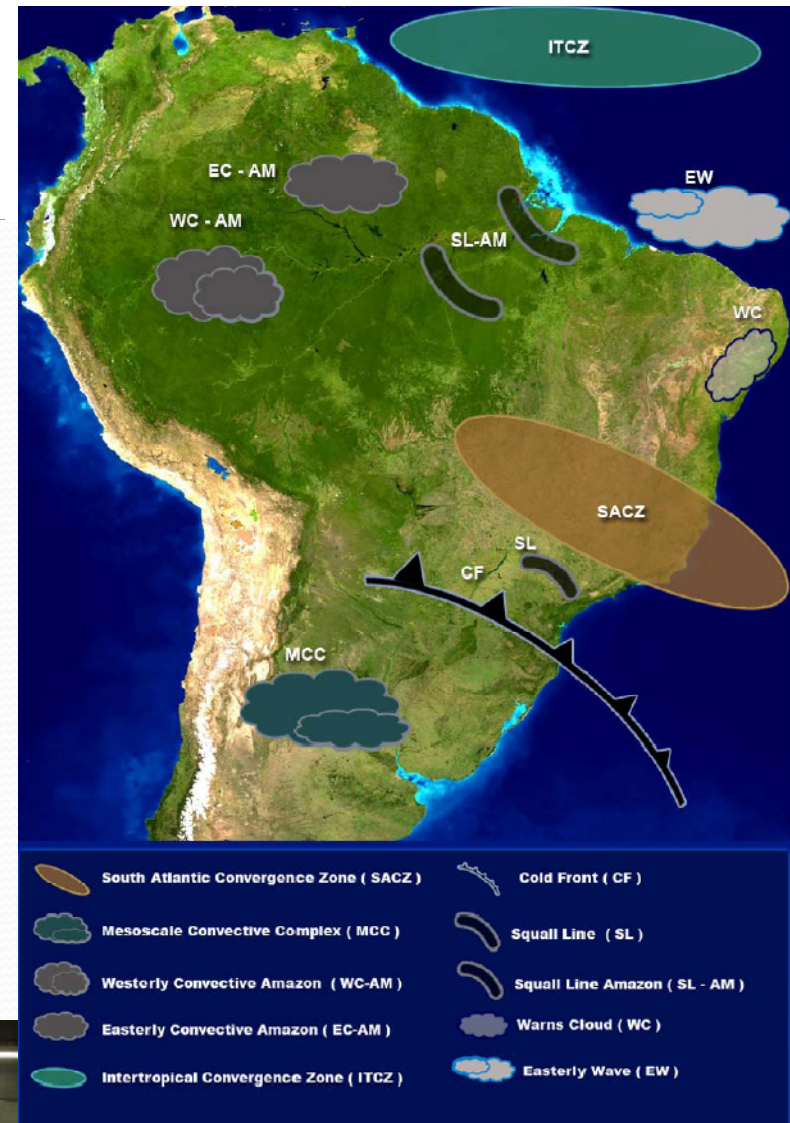 ITCZ
EC - AM
EW
WC - AM
SL-AM
WC
SACZ
SL
CF
MCC
South Atlantic Convergence Zone ( SACZ )
Cold Front ( CF )
Mesoscale Convective Complex ( MCC )
Squall Line ( SL )
Westerly Convective Amazon ( WC-AM )
Squall Line Amazon ( SL - AM )
Easterly Convective Amazon ( EC-AM )
Warns Cloud ( WC )
Intertropical Convergence Zone ( ITCZ )
Easterly Wave ( EW )